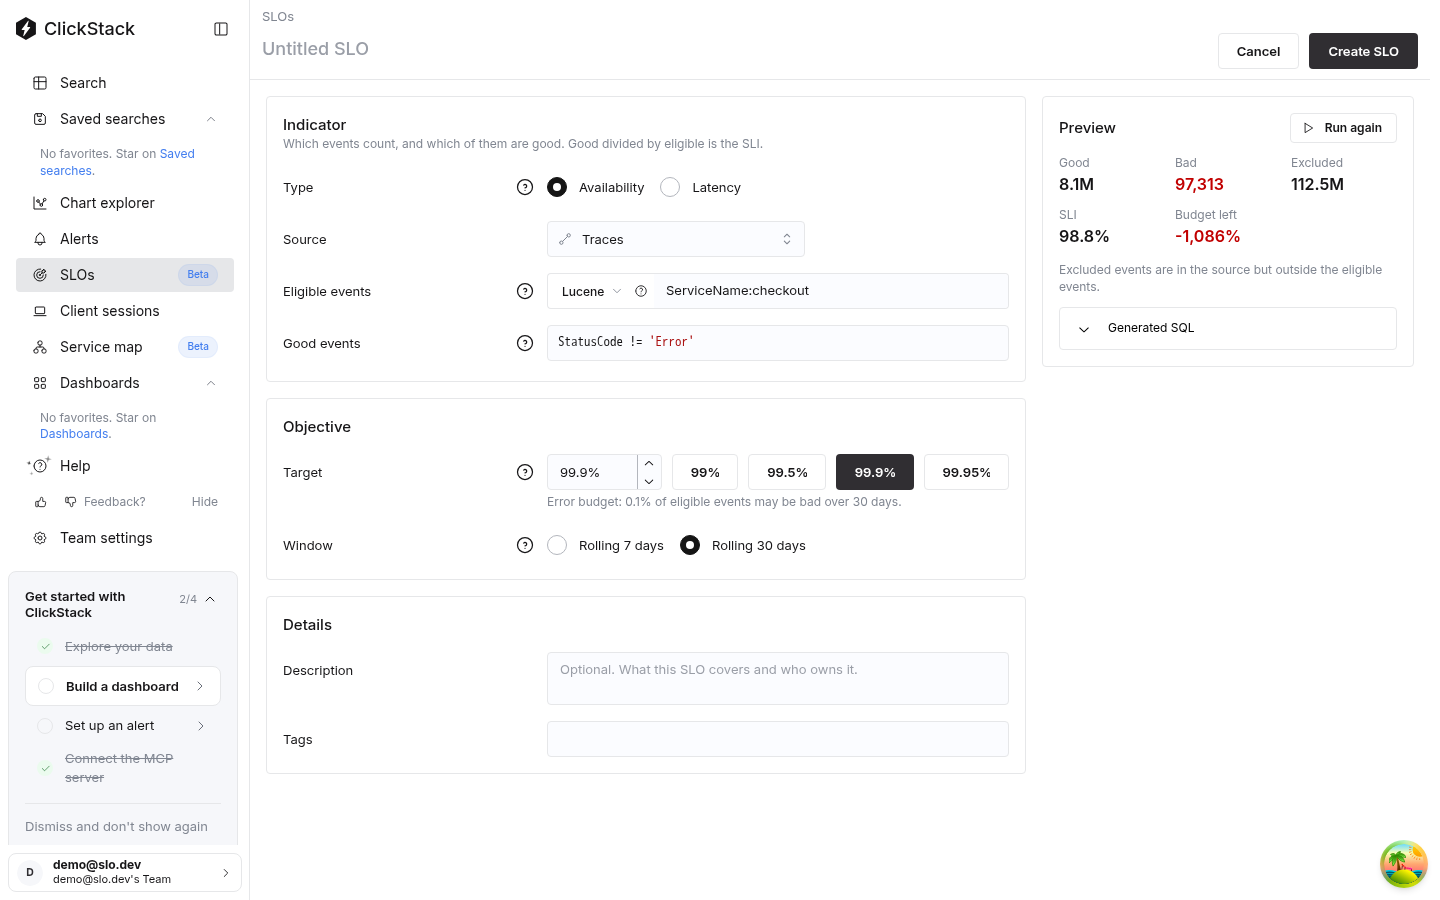 ClickStack
Search
Saved searches
No favorites. Star on Saved
searches.
Chart explorer
Alerts
SLOs
Beta
Client sessions
Service map
Beta
Dashboards
No favorites. Star on
Dashboards.
Help
Feedback?
Hide
Team settings
Get started with
ClickStack
2/4
Explore your data
Build a dashboard
Set up an alert
Connect the MCP
server
Dismiss and don't show again
D
demo@slo.dev
demo@slo.dev's Team
SLOs
Untitled SLO
Cancel
Create SLO
Indicator
Which events count, and which of them are good. Good divided by eligible is the SLI.
Type
Availability
Latency
Source
Traces
Eligible events
Lucene
ServiceName:checkout
Good events
StatusCode != 'Error'
Objective
Target
99.9%
99%
99.5%
99.9%
99.95%
Error budget: 0.1% of eligible events may be bad over 30 days.
Window
Rolling 7 days
Rolling 30 days
Details
Description
Optional. What this SLO covers and who owns it.
Tags
Preview
Run again
Good
Bad
Excluded
8.1M
97,313
112.5M
SLI
Budget left
98.8%
-1,086%
Excluded events are in the source but outside the eligible
events.
Generated SQL